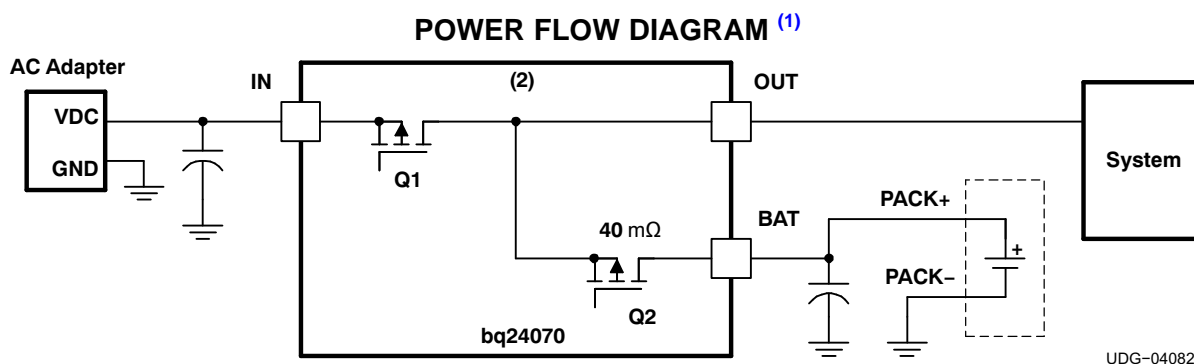 POWER FLOW DIAGRAM (1)
AC Adapter
VDC
GND
IN
(2)
OUT
Q1
System
PACK+
BAT
40 mΩ
+
PACK−
Q2
bq24070
UDG−04082